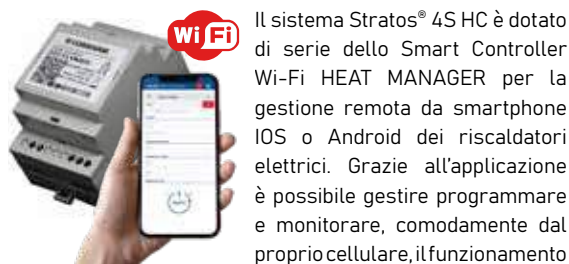 Wi Fi
Il sistema Stratos® 4S HC è dotato
di serie dello Smart Controller
Wi-Fi HEAT MANAGER per la
gestione remota da smartphone
IOS o Android dei riscaldatori
elettrici. Grazie all'applicazione
è possibile gestire programmare
e monitorare, comodamente dal
proprio cellulare, il funzionamento